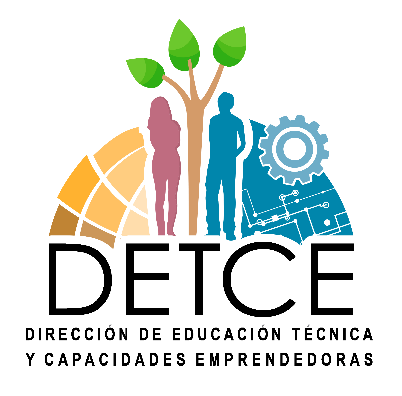 DETCE
DIRECCIÓN DE EDUCACIÓN TÉCNICA
Y CAPACIDADES EMPRENDEDORAS